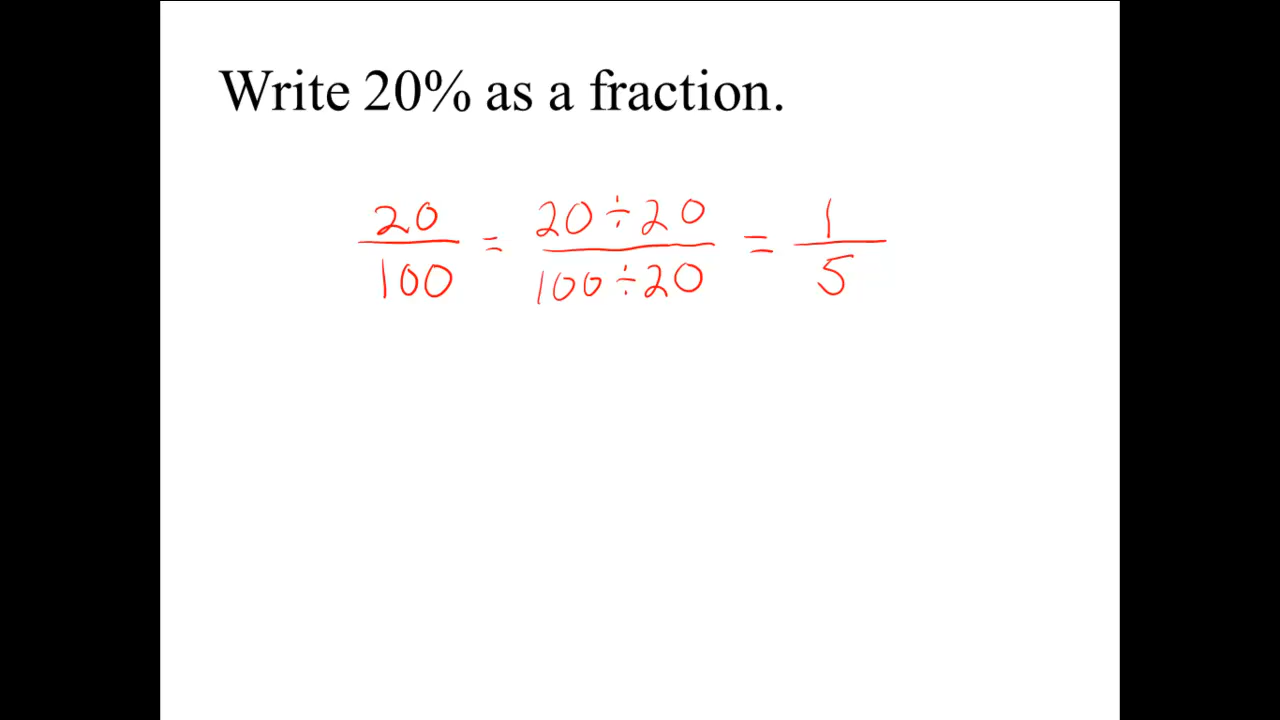 Write 20% as a fraction.
20/100 = 20÷20/100÷20 = 1/5